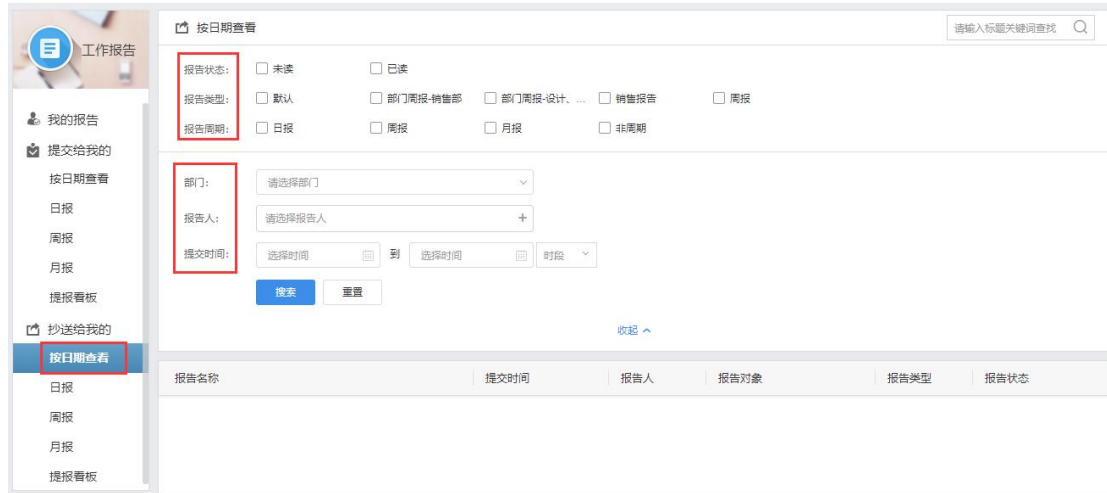 工作报告
我的报告
提交给我的
按日期查看
日报
周报
月报
提报看板
抄送给我的
按日期查看
日报
周报
月报
提报看板
按日期查看
请输入标题关键词查找
报告状态: 未读 已读
报告类型: 默认 部门周报-销售部 部门周报-设计、... 销售报告 周报
报告周期: 日报 周报 月报 非周期
部门: 请选择部门
报告人: 请选择报告人
提交时间: 选择时间 到 选择时间 时段
搜索 重置
收起
报告名称 提交时间 报告人 报告对象 报告类型 报告状态